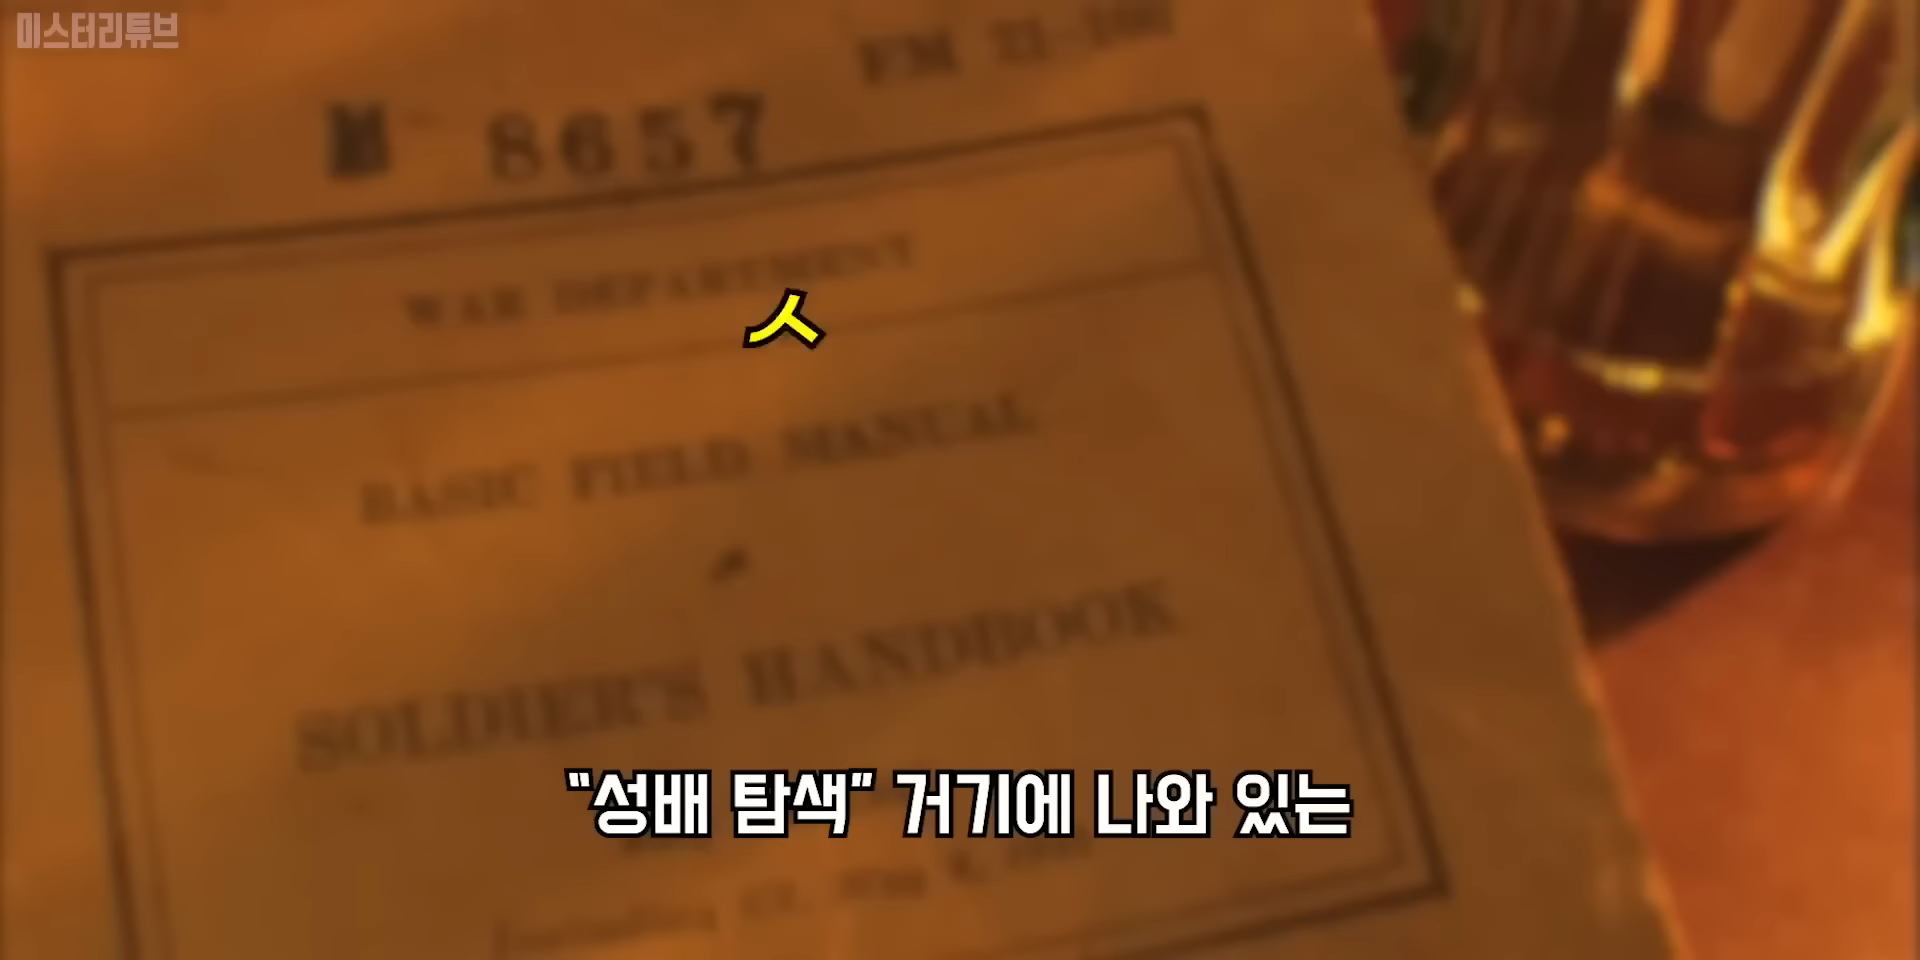 미스터리튜브
FM 21-100
M 8657
WAR DEPARTMENT
ㅅ
BASIC FIELD MANUAL
SOLDIER'S HANDBOOK
"성배 탐색" 거기에 나와 있는